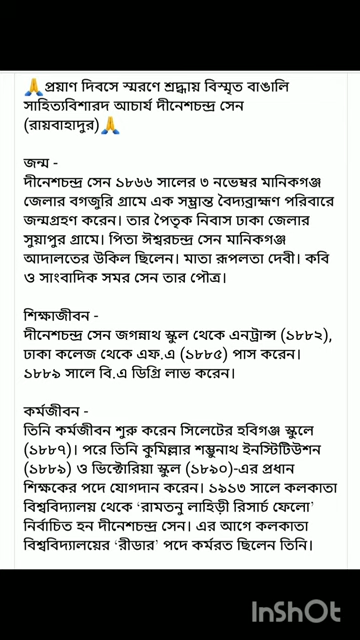 🙏প্রয়াণ দিবসে স্মরণে শ্রদ্ধায় বিস্মৃত বাঙালি
সাহিত্যবিশারদ আচার্য দীনেশচন্দ্র সেন
(রায়বাহাদুর)🙏
জন্ম -
দীনেশচন্দ্র সেন ১৮৬৬ সালের ৩ নভেম্বর মানিকগঞ্জ
জেলার বগজুরি গ্রামে এক সম্ভ্রান্ত বৈদ্যব্রাহ্মণ পরিবারে
জন্মগ্রহণ করেন। তার পৈতৃক নিবাস ঢাকা জেলার
সুয়াপুর গ্রামে। পিতা ঈশ্বরচন্দ্র সেন মানিকগঞ্জ
আদালতের উকিল ছিলেন। মাতা রূপলতা দেবী। কবি
ও সাংবাদিক সমর সেন তার পৌত্র।
শিক্ষাজীবন -
দীনেশচন্দ্র সেন জগন্নাথ স্কুল থেকে এনট্রান্স (১৮৮২),
ঢাকা কলেজ থেকে এফ.এ (১৮৮৫) পাস করেন।
১৮৮৯ সালে বি.এ ডিগ্রি লাভ করেন।
কর্মজীবন -
তিনি কর্মজীবন শুরু করেন সিলেটের হবিগঞ্জ স্কুলে
(১৮৮৭)। পরে তিনি কুমিল্লার শম্ভুনাথ ইনস্টিটিউশন
(১৮৮৯) ও ভিক্টোরিয়া স্কুল (১৮৯০)-এর প্রধান
শিক্ষকের পদে যোগদান করেন। ১৯১৩ সালে কলকাতা
বিশ্ববিদ্যালয় থেকে ‘রামতনু লাহিড়ী রিসার্চ ফেলো’
নির্বাচিত হন দীনেশচন্দ্র সেন। এর আগে কলকাতা
বিশ্ববিদ্যালয়ের ‘রীডার’ পদে কর্মরত ছিলেন তিনি।
InShOt